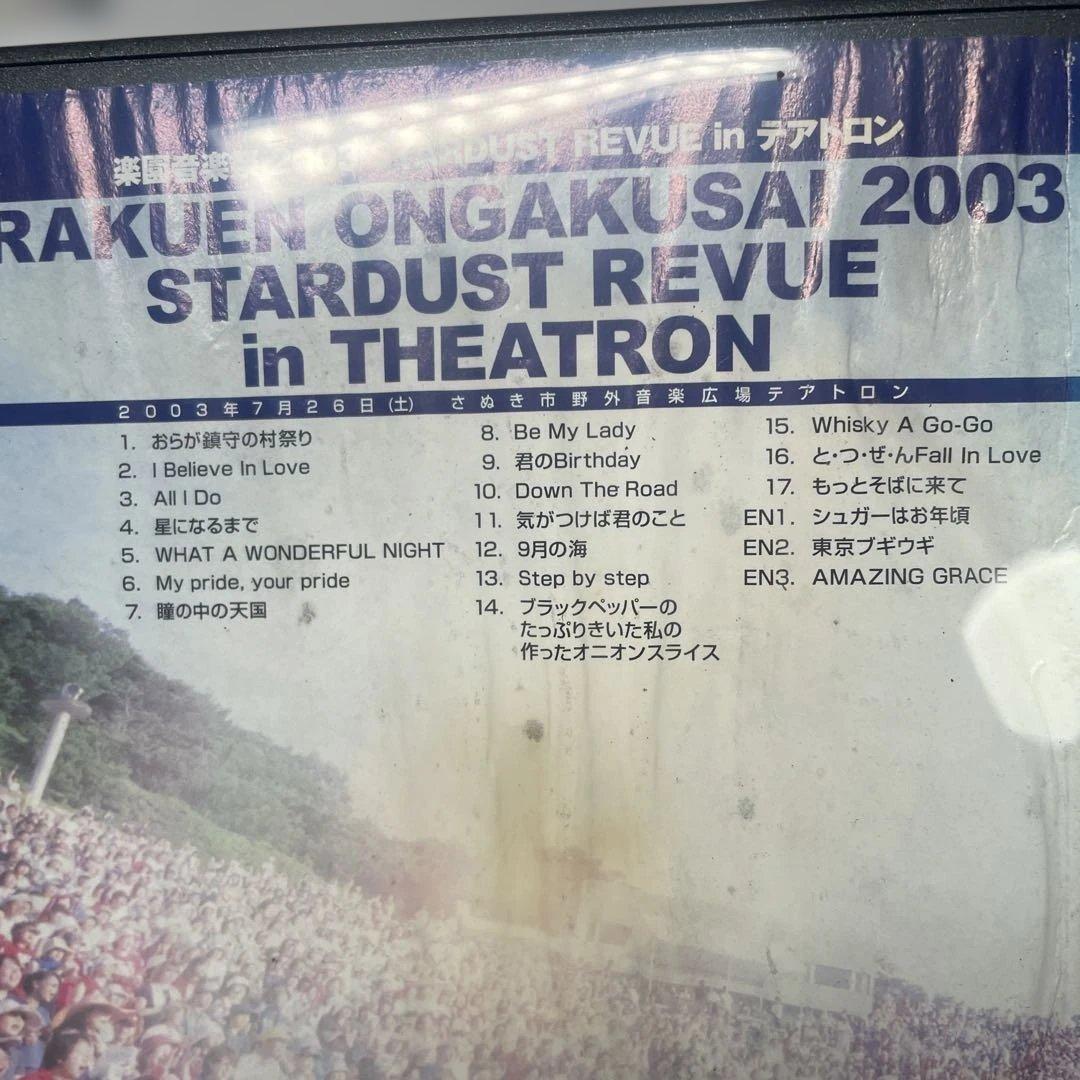 楽園音楽 STARDUST REVUE in テアトロン
RAKUEN ONGAKUSAI 2003
STARDUST REVUE
in THEATRON
2003年7月26日(土) さぬき市野外音楽広場テアトロン
1. おらが鎮守の村祭り
2. I Believe In Love
3. All I Do
4. 星になるまで
5. WHAT A WONDERFUL NIGHT
6. My pride, your pride
7. 瞳の中の天国
8. Be My Lady
9. 君のBirthday
10. Down The Road
11. 気がつけば君のこと
12. 9月の海
13. Step by step
14. ブラックペッパーの
たっぷりきいた私の
作ったオニオンスライス
15. Whisky A Go-Go
16. と・つ・ぜ・んFall In Love
17. もっとそばに来て
EN1. シュガーはお年頃
EN2. 東京ブギウギ
EN3. AMAZING GRACE